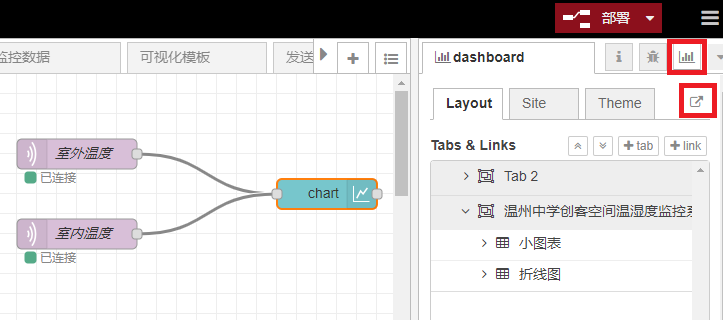 部署
监控数据
可视化模板
发送
dashboard
Layout
Site
Theme
Tabs & Links
tab
link
Tab 2
温州中学创客空间温湿度监控系
小图表
折线图
室外温度
已连接
chart
室内温度
已连接